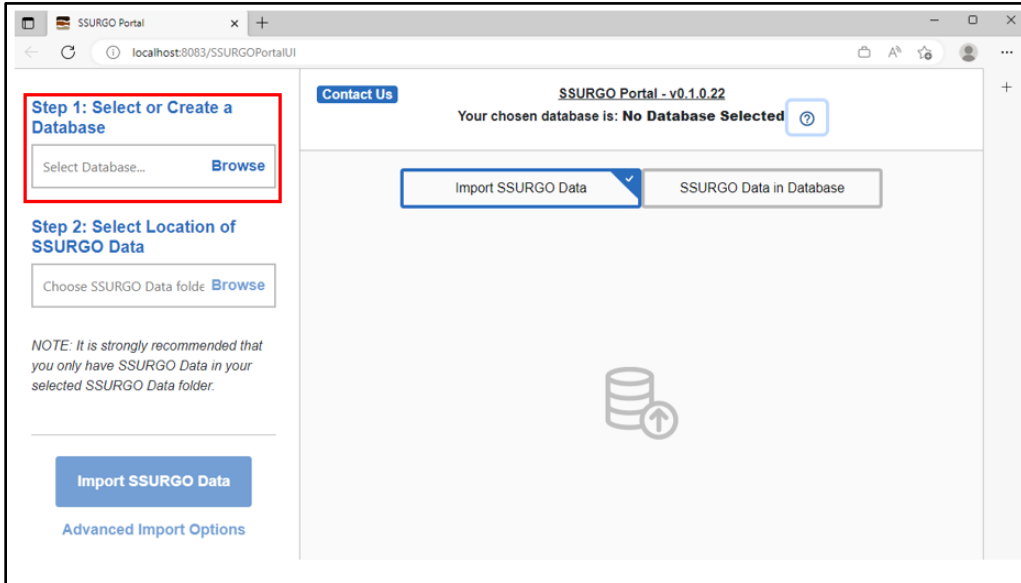 SSURGO Portal
localhost:8083/SSURGOPortalUI
Step 1: Select or Create a
Database
Select Database...
Browse
Step 2: Select Location of
SSURGO Data
Choose SSURGO Data folde
Browse
NOTE: It is strongly recommended that
you only have SSURGO Data in your
selected SSURGO Data folder.
Import SSURGO Data
Advanced Import Options
Contact Us
SSURGO Portal - v0.1.0.22
Your chosen database is: No Database Selected
Import SSURGO Data
SSURGO Data in Database